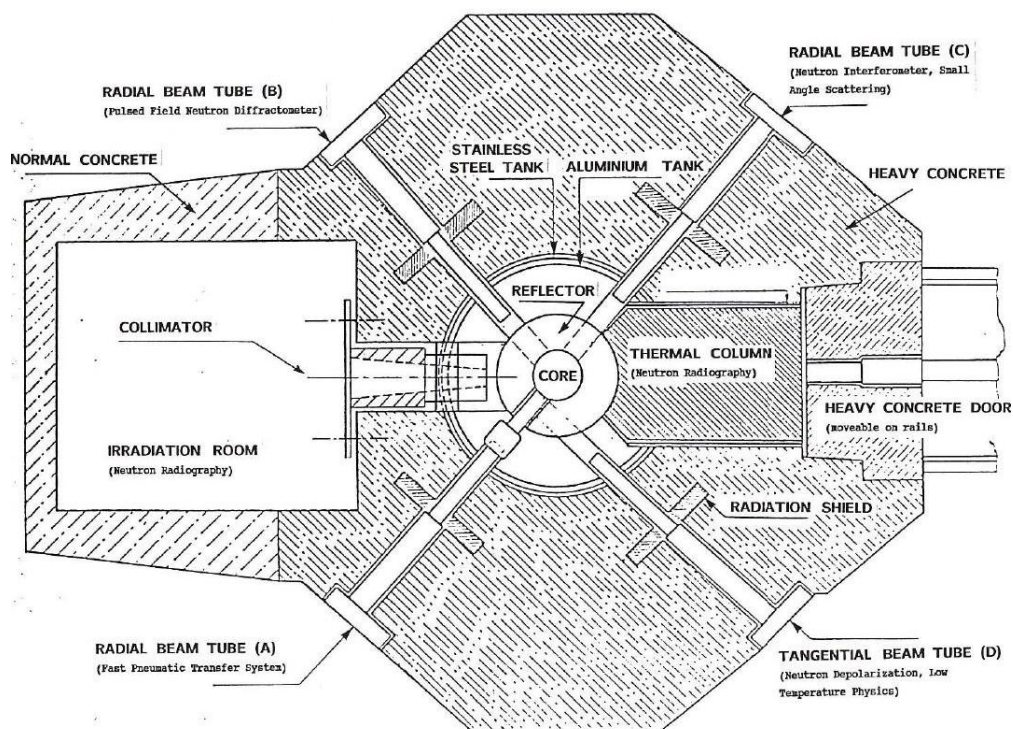 RADIAL BEAM TUBE (C)
(Neutron Interferometer, Small
Angle Scattering)
RADIAL BEAM TUBE (B)
(Pulsed Field Neutron Diffractometer)
NORMAL CONCRETE
STAINLESS
STEEL TANK
ALUMINIUM TANK
HEAVY CONCRETE
REFLECTOR
COLLIMATOR
THERMAL COLUMN
(Neutron Radiography)
CORE
HEAVY CONCRETE DOOR
(moveable on rails)
IRRADIATION ROOM
(Neutron Radiography)
RADIATION SHIELD
RADIAL BEAM TUBE (A)
(Fast Pneumatic Transfer System)
TANGENTIAL BEAM TUBE (D)
(Neutron Depolarization, Low
Temperature Physics)